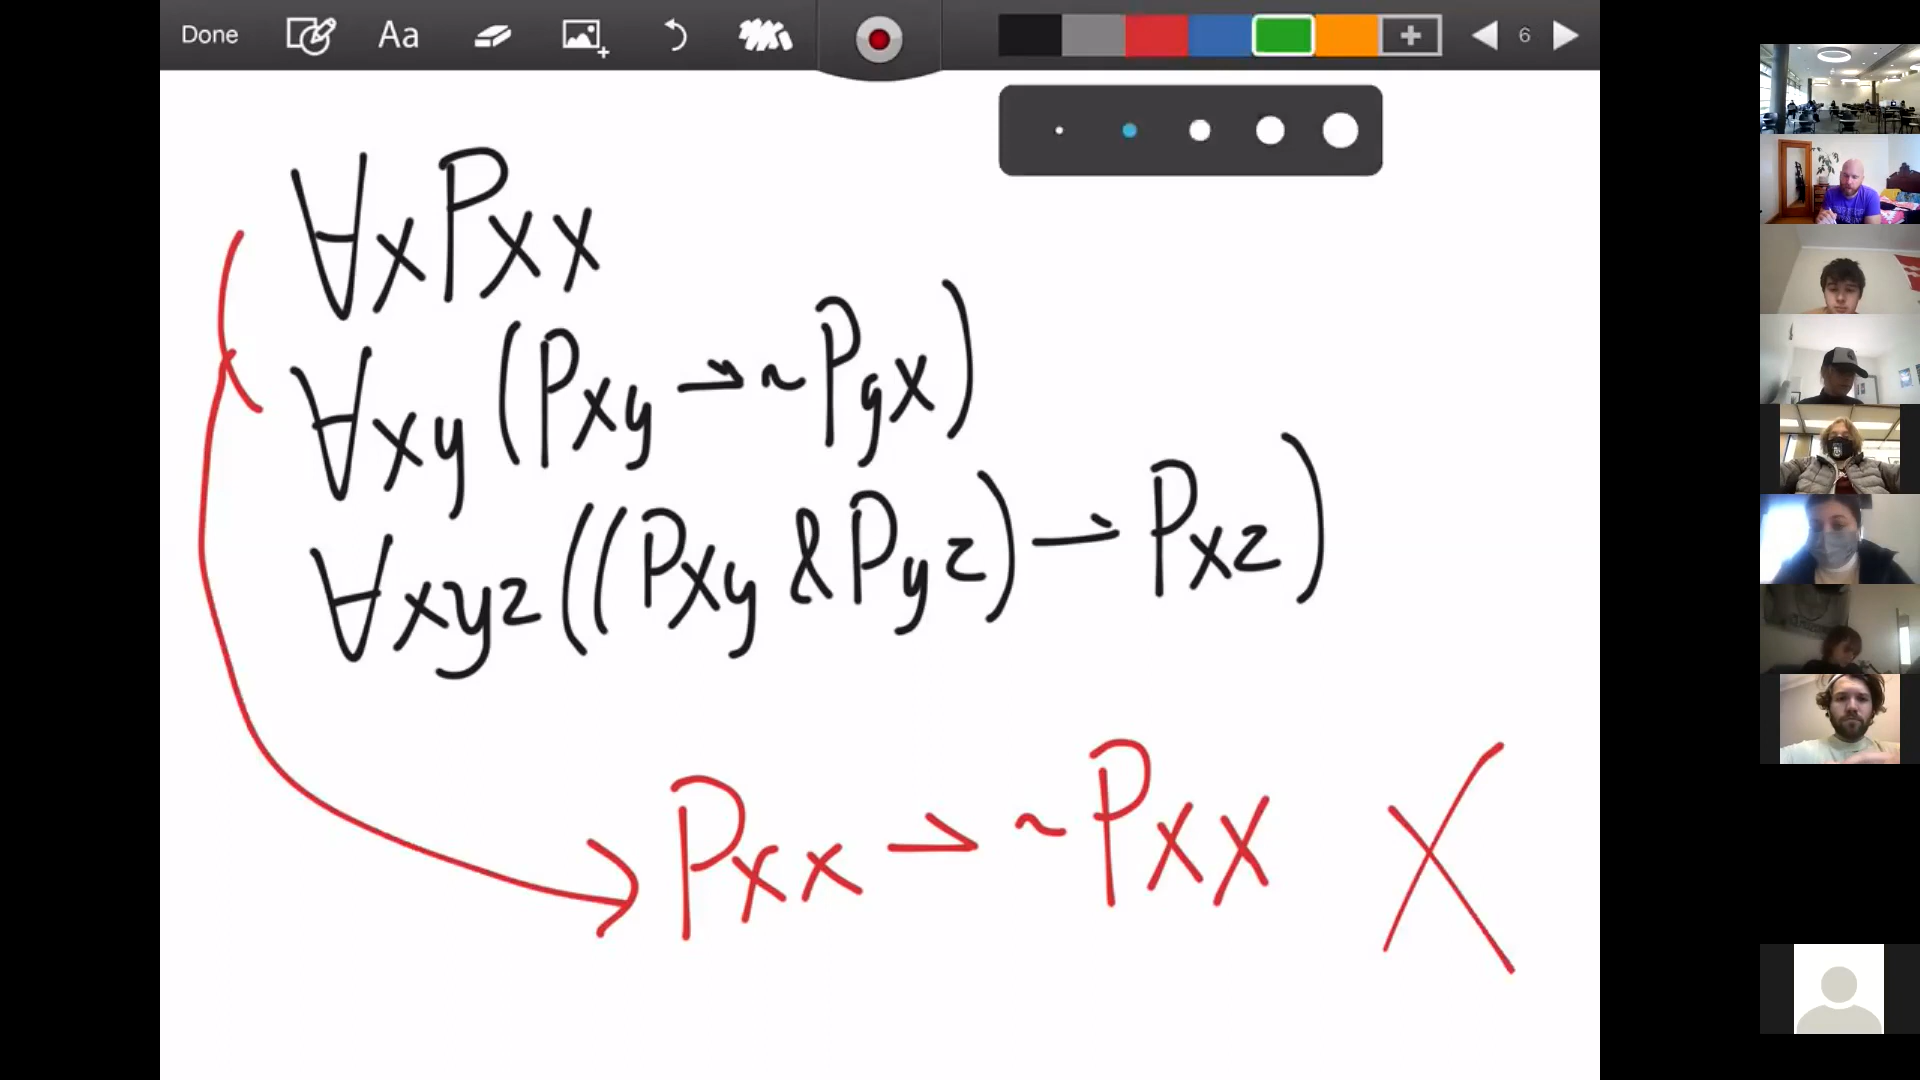 Done Aa 6
∀xPxx
∀xy(Pxy→~Pyx)
∀xyz((Pxy&Pyz)→Pxz)
Pxx→~Pxx X